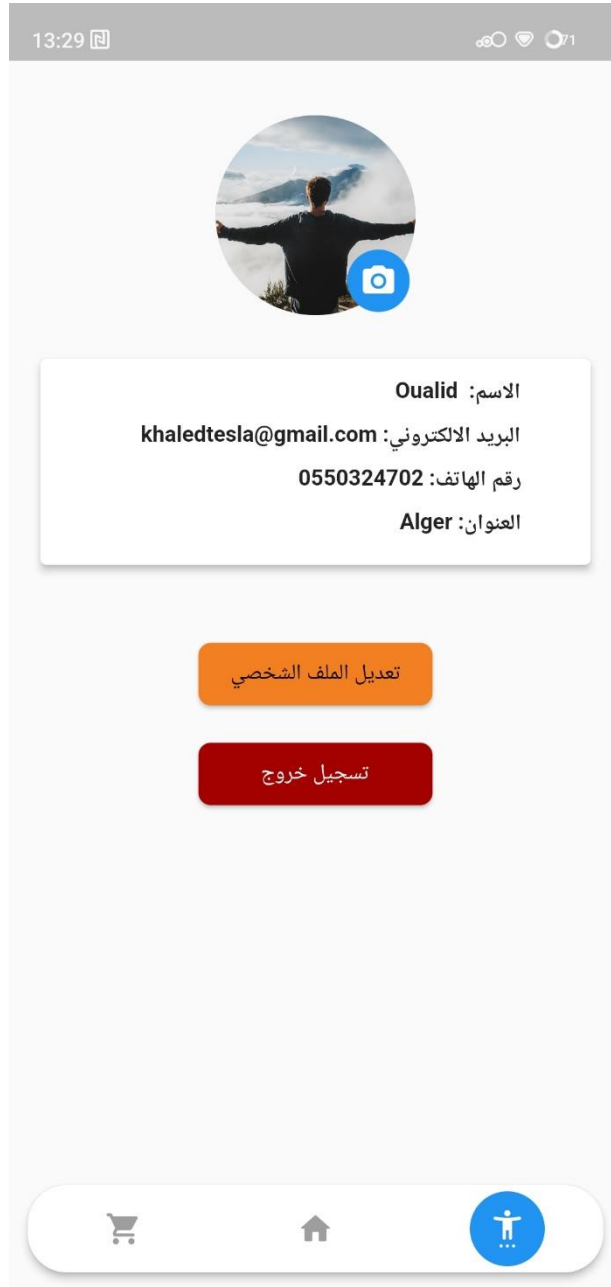 13:29
71
الاسم: Oualid
البريد الالكتروني: khaledtesla@gmail.com
رقم الهاتف: 0550324702
العنوان: Alger
تعديل الملف الشخصي
تسجيل خروج